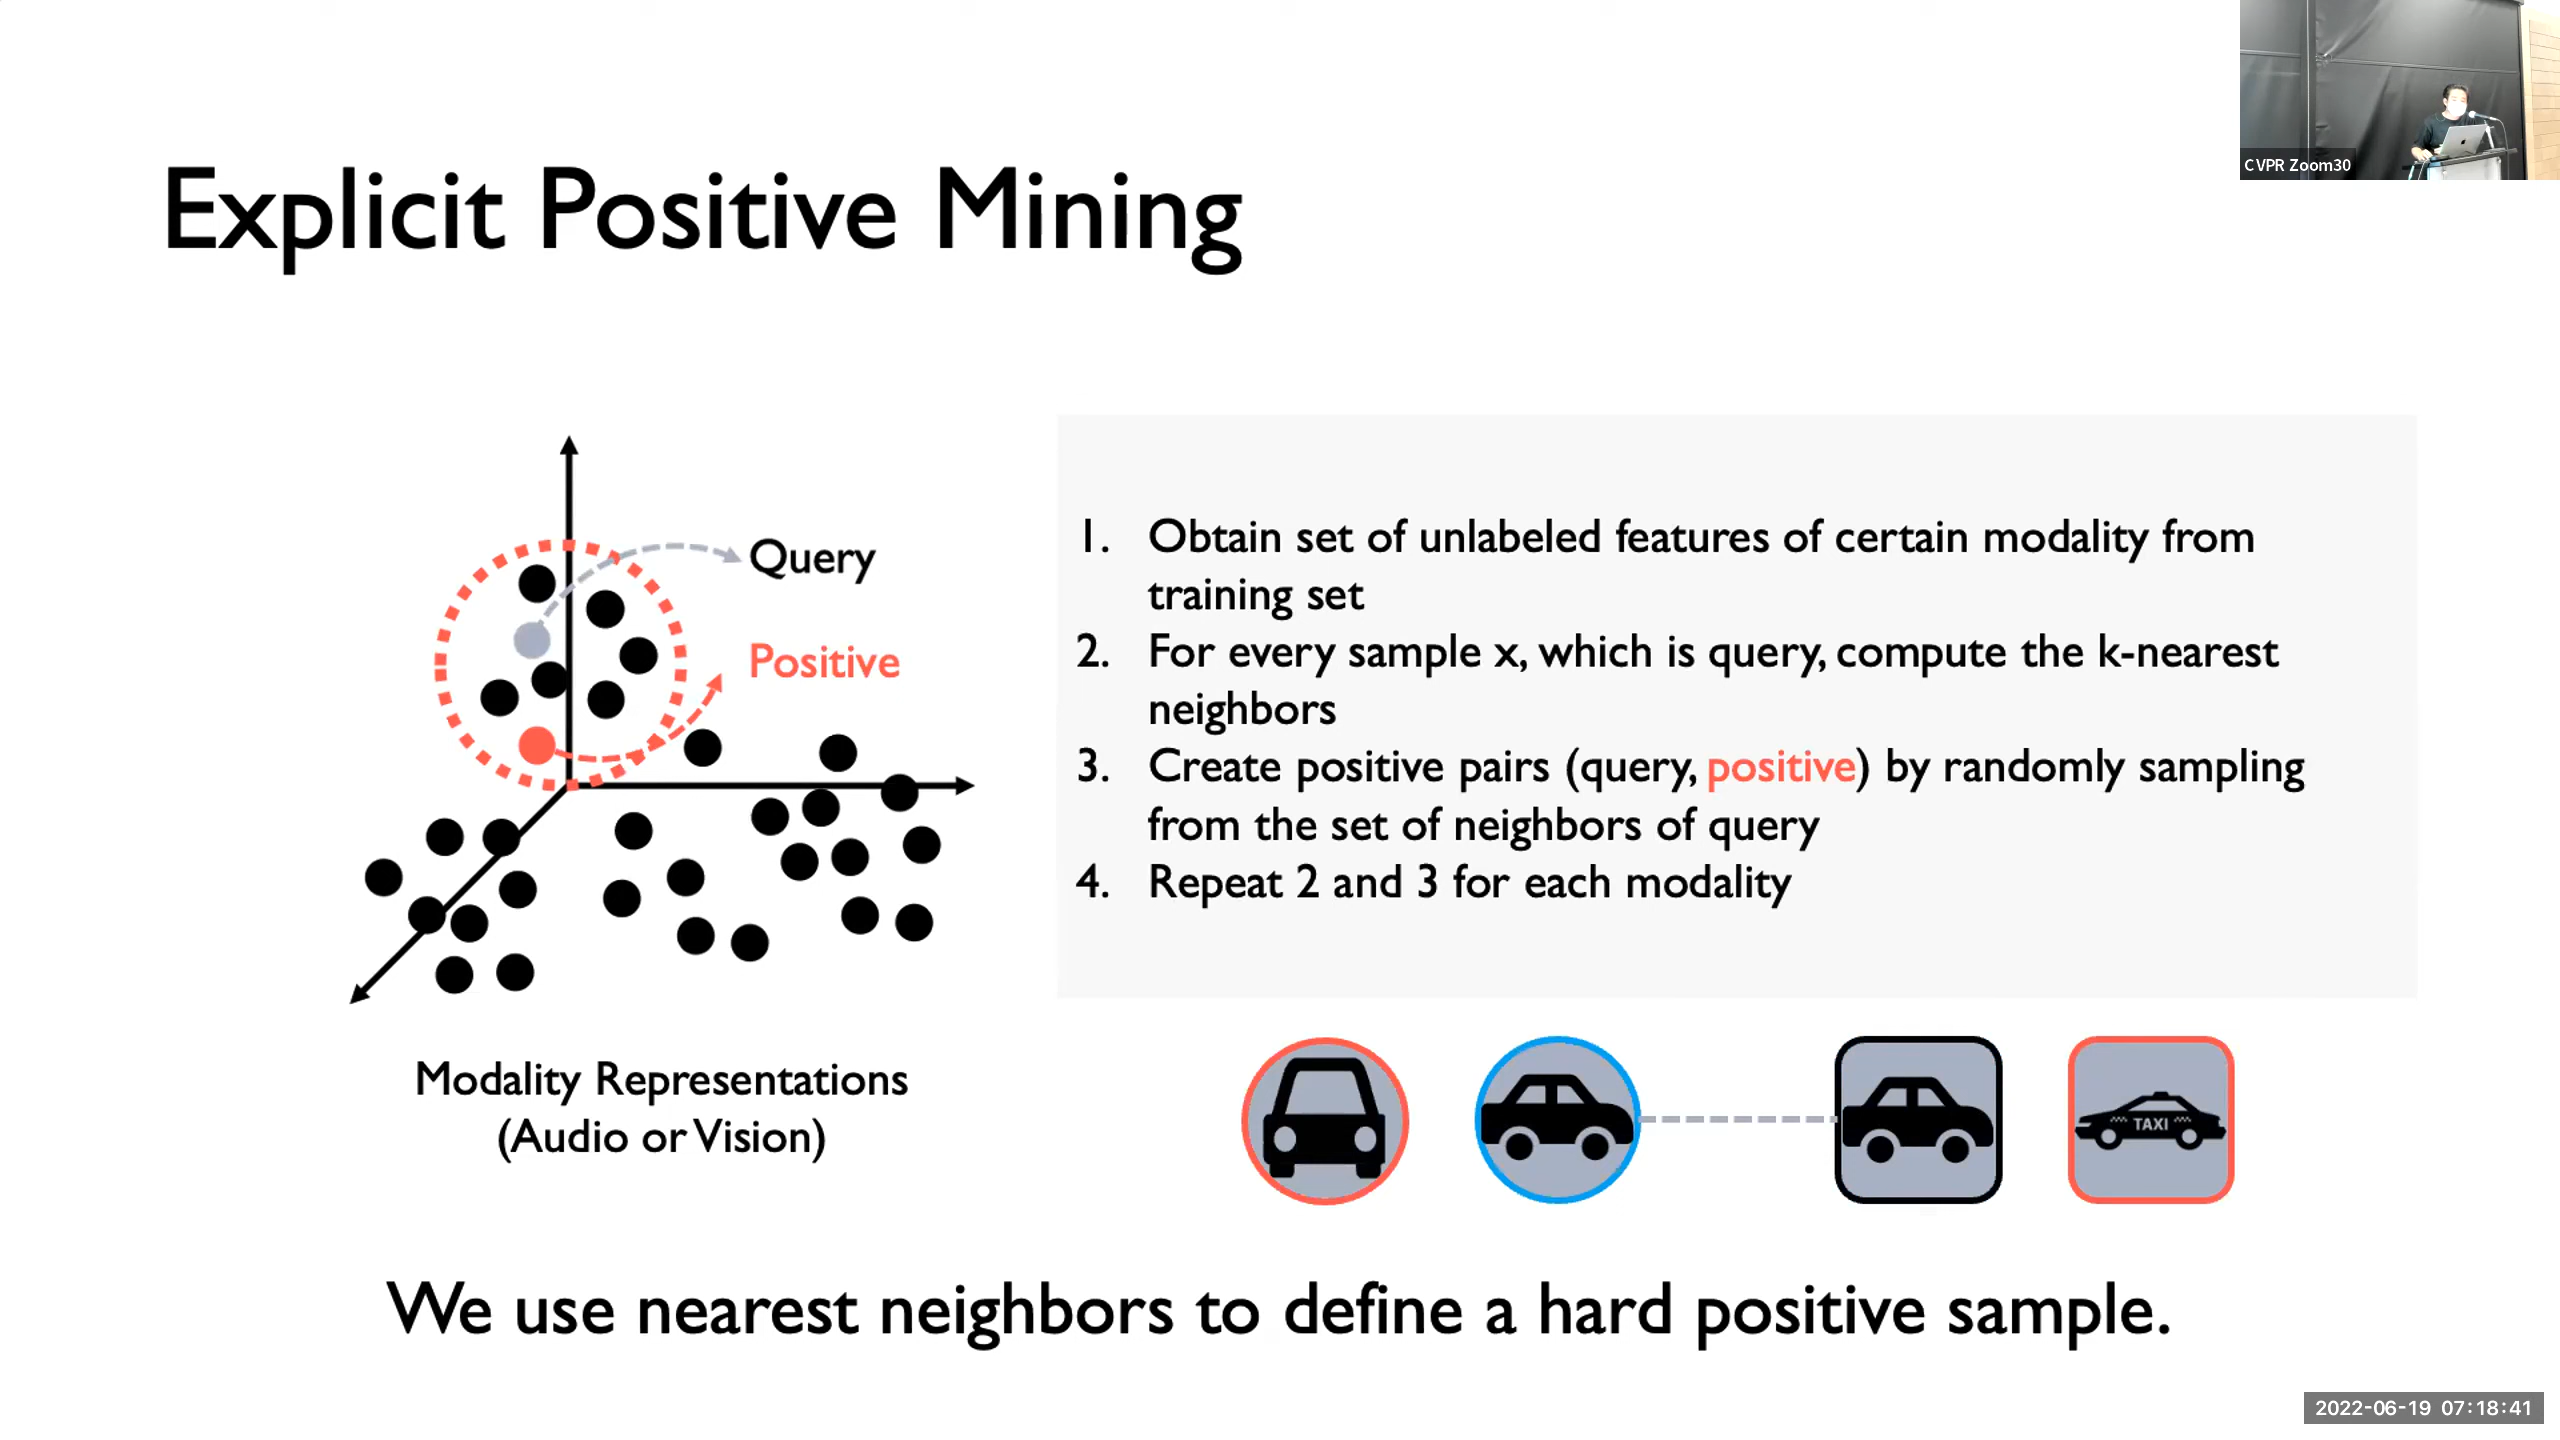 CVPR Zoom30
Explicit Positive Mining
Query
Positive
1. Obtain set of unlabeled features of certain modality from
training set
2. For every sample x, which is query, compute the k-nearest
neighbors
3. Create positive pairs (query, positive) by randomly sampling
from the set of neighbors of query
4. Repeat 2 and 3 for each modality
Modality Representations
(Audio or Vision)
TAXI
We use nearest neighbors to define a hard positive sample.
2022-06-19 07:18:41